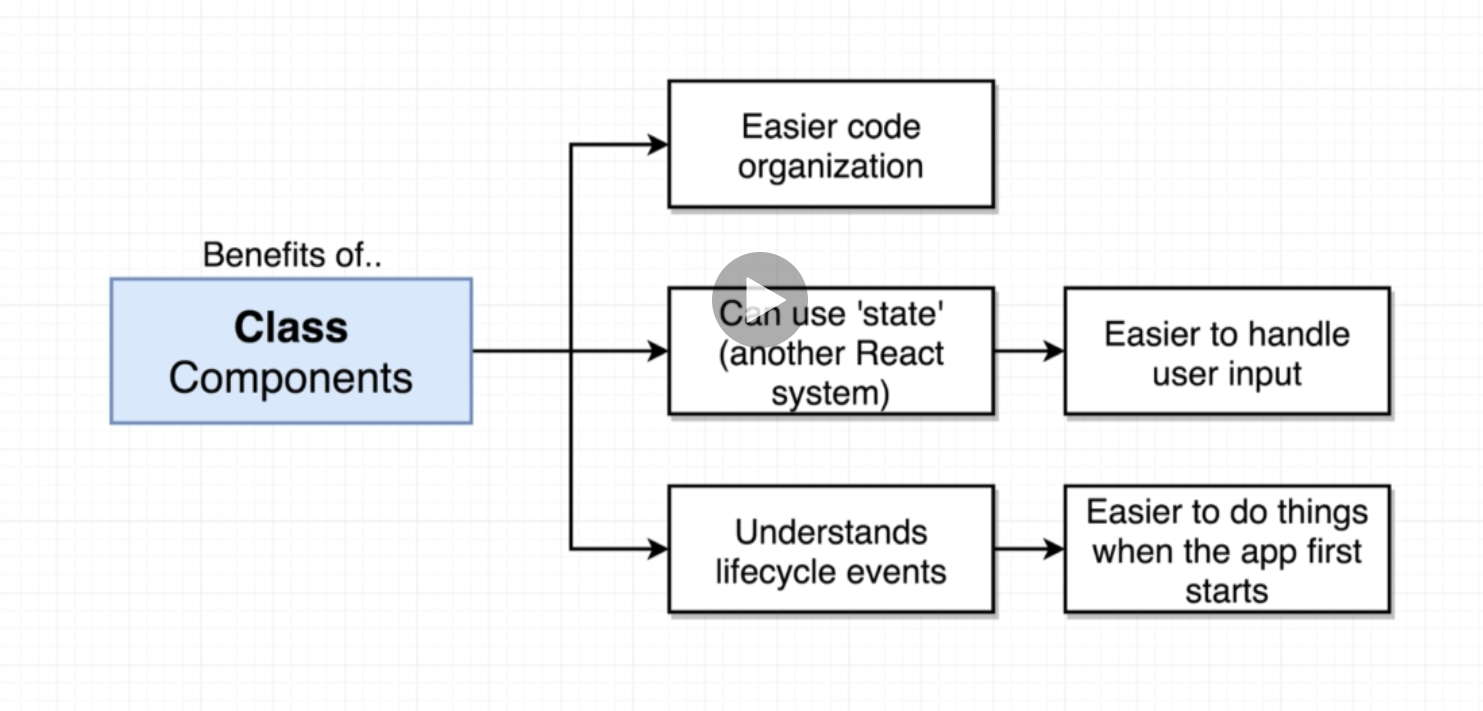 Benefits of..
Class
Components
Easier code
organization
Can use 'state'
(another React
system)
Easier to handle
user input
Understands
lifecycle events
Easier to do things
when the app first
starts